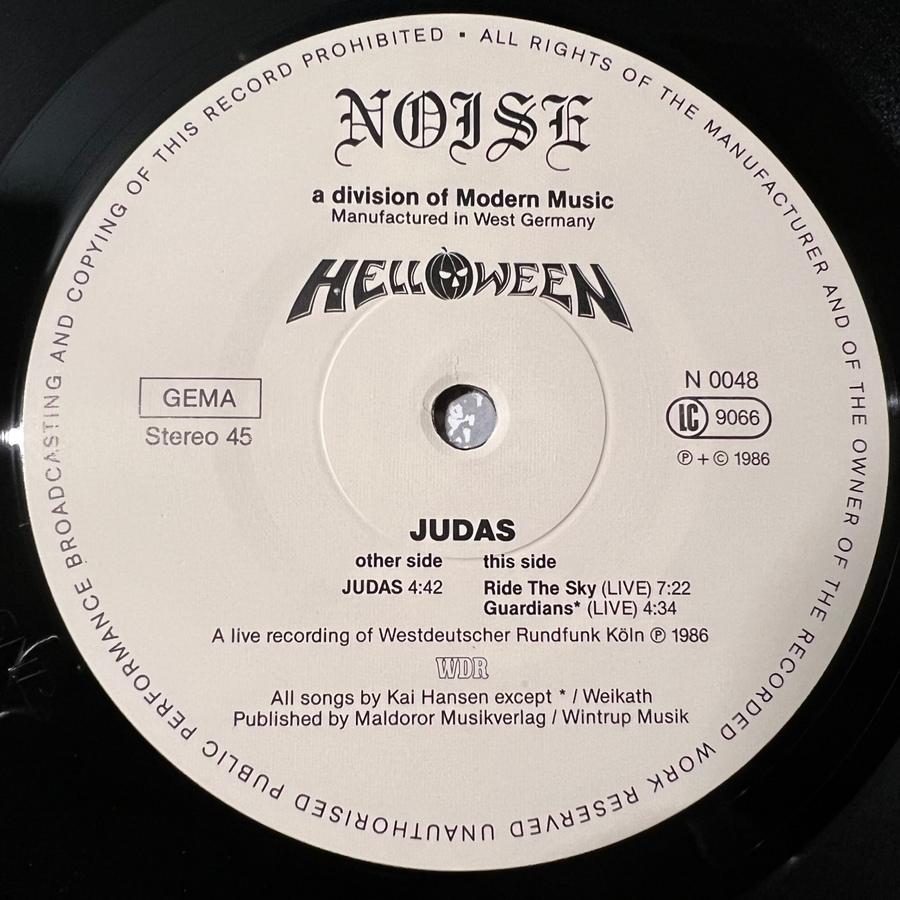 ALL RIGHTS OF THE MANUFACTURER AND OF THE OWNER OF THE RECORDED WORK RESERVED UNAUTHORISED PUBLIC PERFORMANCE BROADCASTING AND COPYING OF THIS RECORD PROHIBITED ▪
NOISE
a division of Modern Music
Manufactured in West Germany
HELLOWEEN
GEMA
Stereo 45
N 0048
LC 9066
℗ + © 1986
JUDAS
other side this side
JUDAS 4:42 Ride The Sky (LIVE) 7:22
Guardians* (LIVE) 4:34
A live recording of Westdeutscher Rundfunk Köln ℗ 1986
WDR
All songs by Kai Hansen except * / Weikath
Published by Maldoror Musikverlag / Wintrup Musik